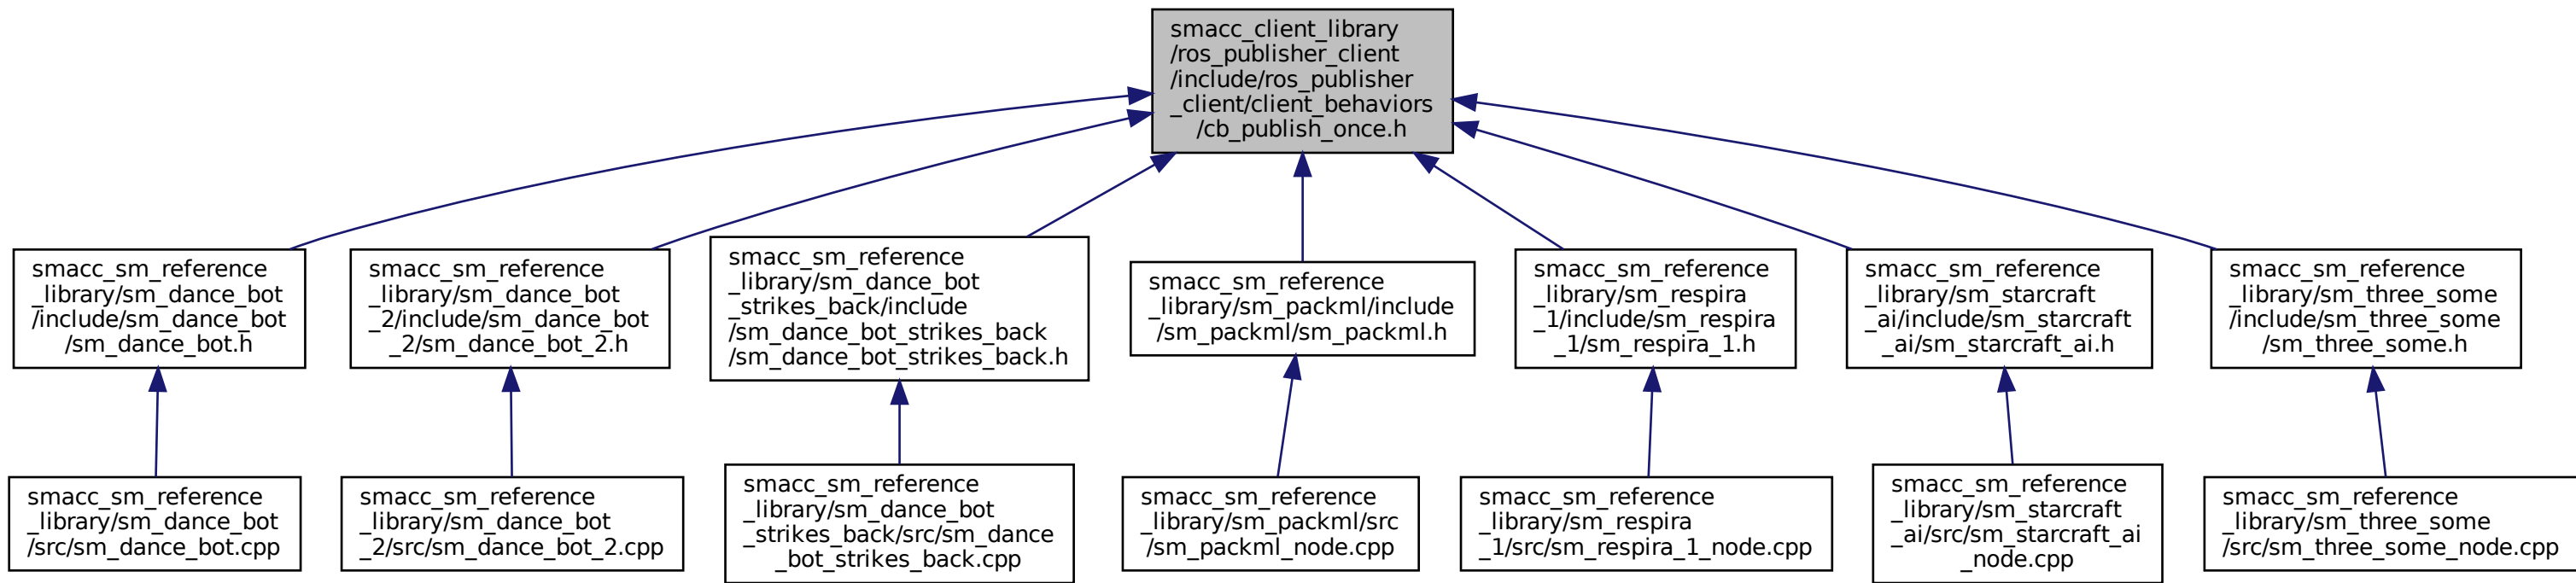 smacc_client_library
/ros_publisher_client
/include/ros_publisher
_client/client_behaviors
/cb_publish_once.h
smacc_sm_reference
_library/sm_dance_bot
/include/sm_dance_bot
/sm_dance_bot.h
smacc_sm_reference
_library/sm_dance_bot
_2/include/sm_dance_bot
_2/sm_dance_bot_2.h
smacc_sm_reference
_library/sm_dance_bot
_strikes_back/include
/sm_dance_bot_strikes_back
/sm_dance_bot_strikes_back.h
smacc_sm_reference
_library/sm_packml/include
/sm_packml/sm_packml.h
smacc_sm_reference
_library/sm_respira
_1/include/sm_respira
_1/sm_respira_1.h
smacc_sm_reference
_library/sm_starcraft
_ai/include/sm_starcraft
_ai/sm_starcraft_ai.h
smacc_sm_reference
_library/sm_three_some
/include/sm_three_some
/sm_three_some.h
smacc_sm_reference
_library/sm_dance_bot
/src/sm_dance_bot.cpp
smacc_sm_reference
_library/sm_dance_bot
_2/src/sm_dance_bot_2.cpp
smacc_sm_reference
_library/sm_dance_bot
_strikes_back/src/sm_dance
_bot_strikes_back.cpp
smacc_sm_reference
_library/sm_packml/src
/sm_packml_node.cpp
smacc_sm_reference
_library/sm_respira
_1/src/sm_respira_1_node.cpp
smacc_sm_reference
_library/sm_starcraft
_ai/src/sm_starcraft_ai
_node.cpp
smacc_sm_reference
_library/sm_three_some
/src/sm_three_some_node.cpp